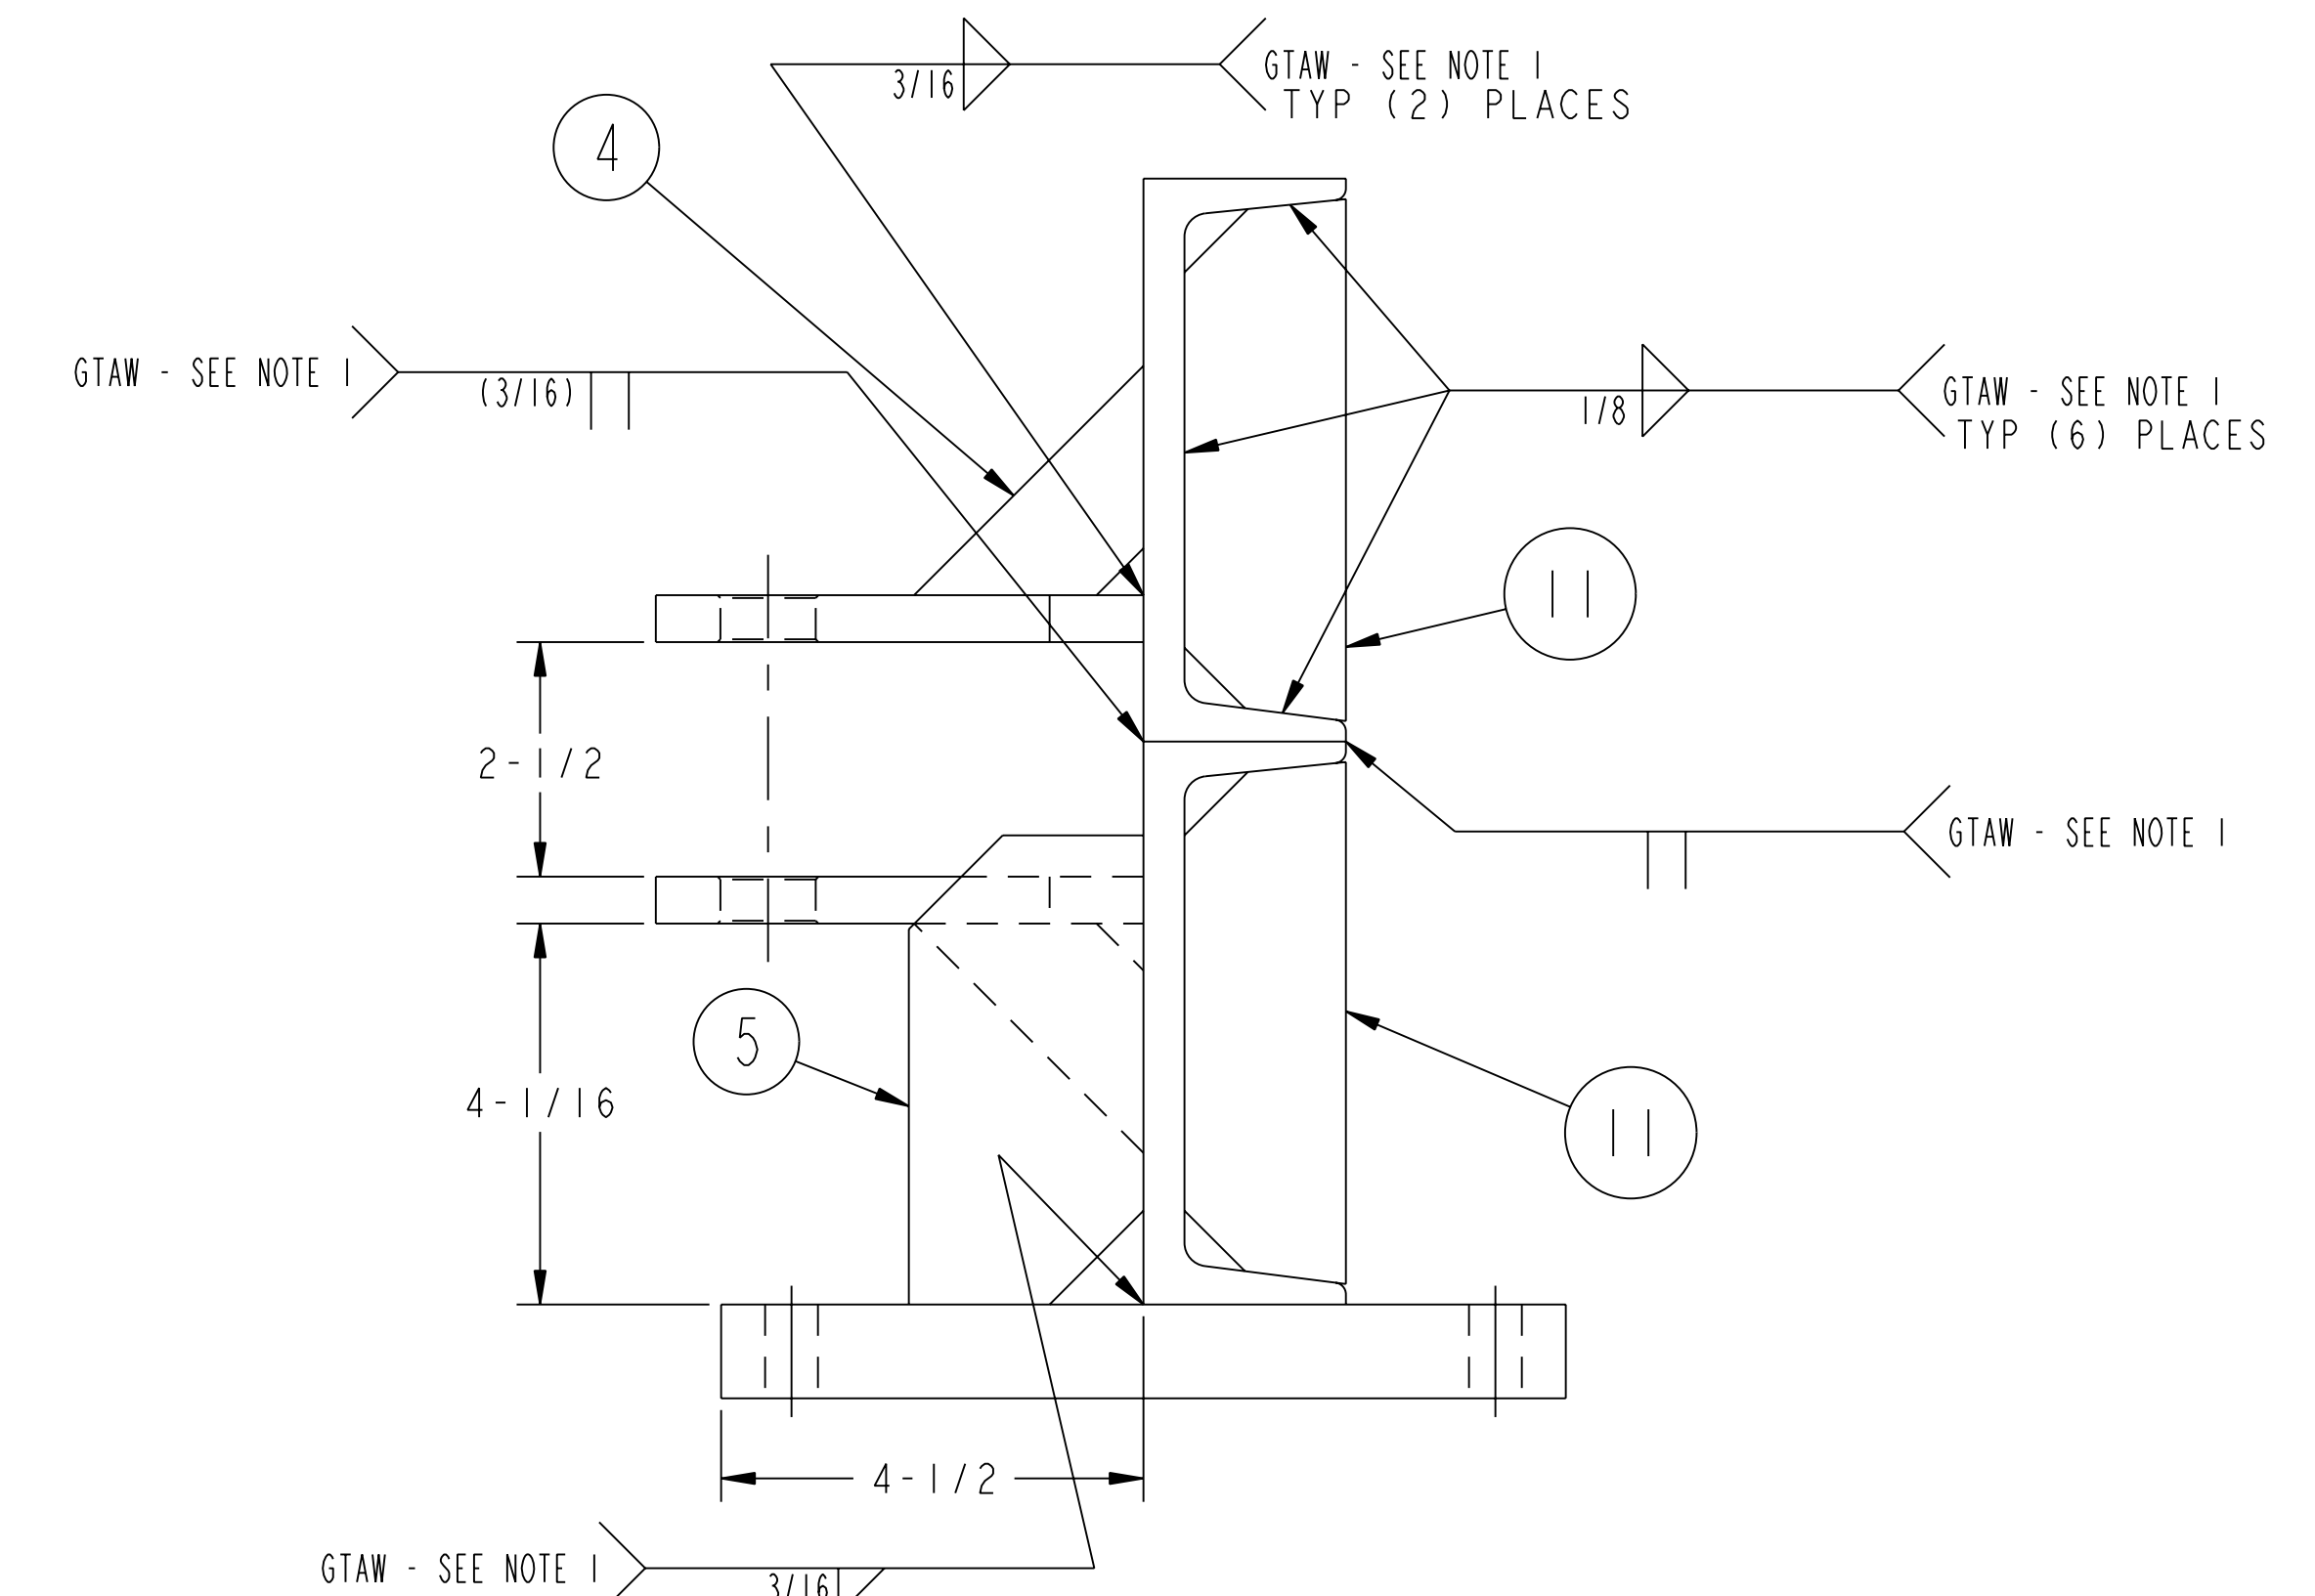 3/16
GTAW - SEE NOTE 1
TYP (2) PLACES
4
GTAW - SEE NOTE 1
(3/16)
1/8
GTAW - SEE NOTE 1
TYP (6) PLACES
11
2-1/2
GTAW - SEE NOTE 1
5
4-1/16
11
4-1/2
GTAW - SEE NOTE 1
3/16